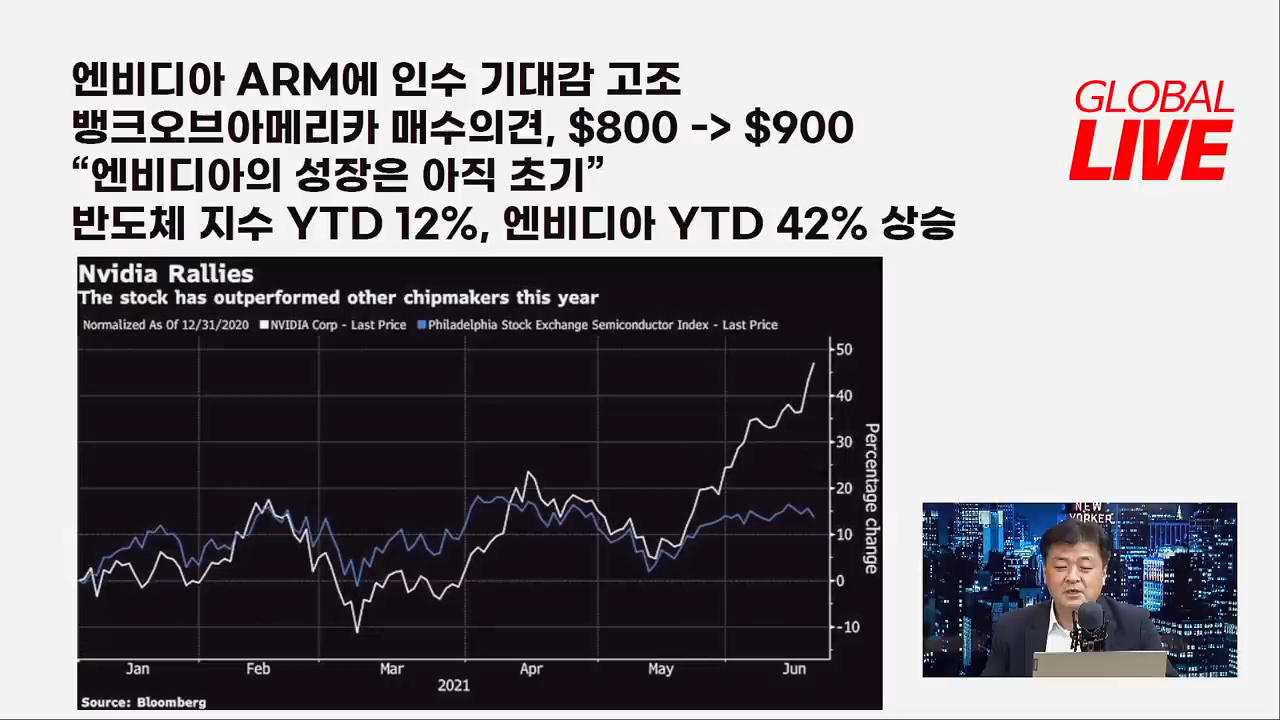 엔비디아 ARM에 인수 기대감 고조
뱅크오브아메리카 매수의견, $800 -> $900
“엔비디아의 성장은 아직 초기”
반도체 지수 YTD 12%, 엔비디아 YTD 42% 상승
GLOBAL
LIVE
Nvidia Rallies
The stock has outperformed other chipmakers this year
Normalized As Of 12/31/2020 NVIDIA Corp - Last Price Philadelphia Stock Exchange Semiconductor Index - Last Price
50
40
30
20
10
0
-10
Percentage change
Jan Feb Mar Apr May Jun
2021
Source: Bloomberg
NEW
YORKER